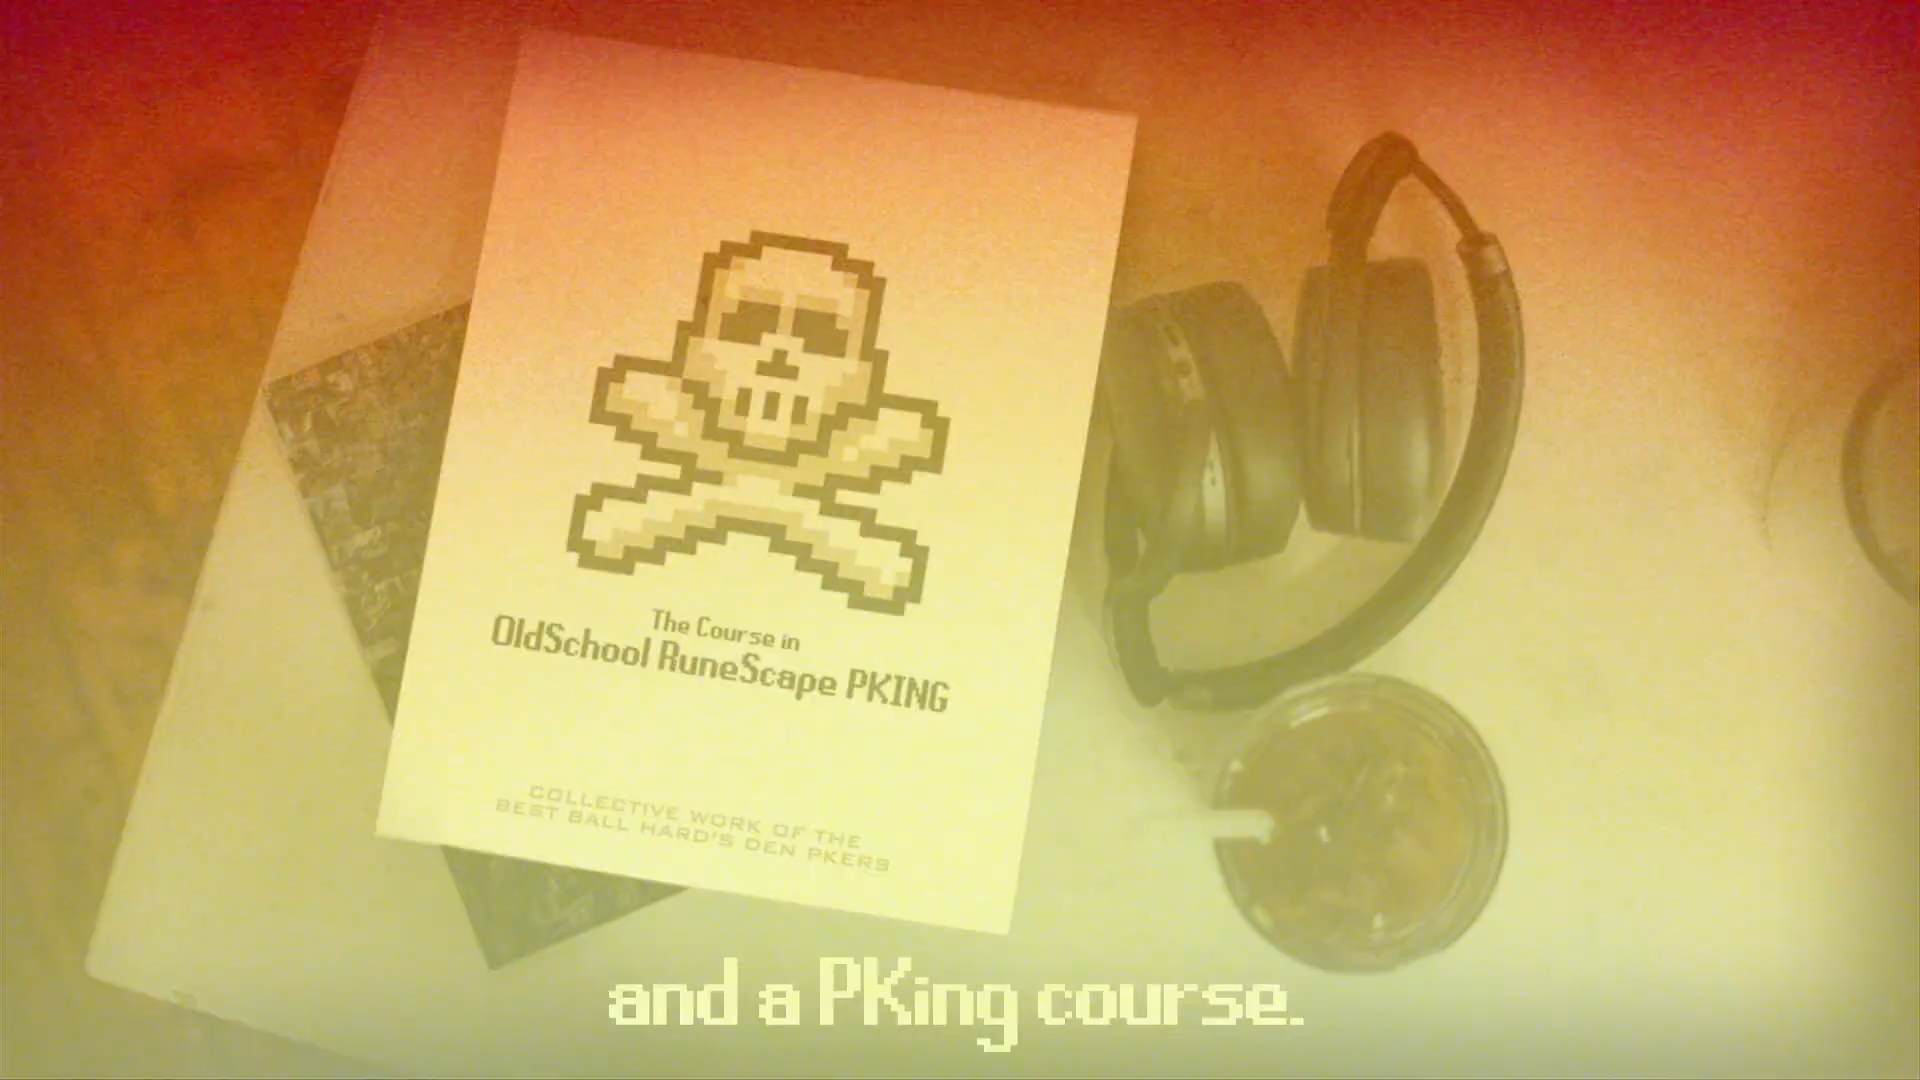 The Course in
OldSchool RuneScape PKING
COLLECTIVE WORK OF THE
BEST BALL HARD'S DEN PKERS
and a PKing course.